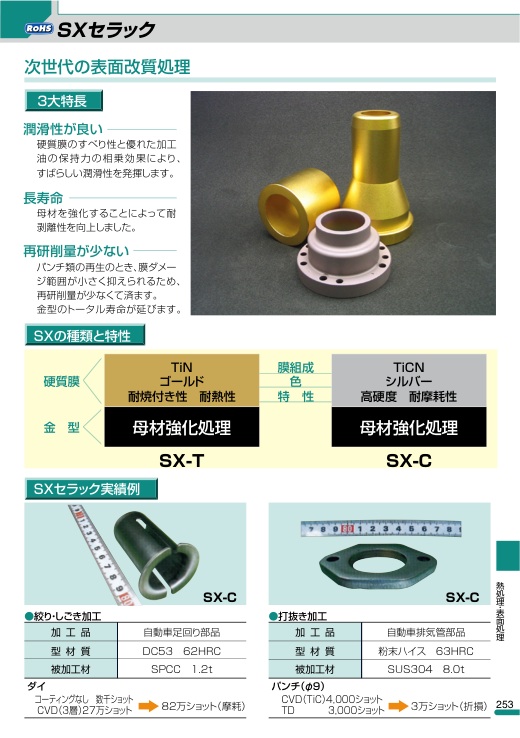 RoHS SXセラック
次世代の表面改質処理
3大特長
潤滑性が良い
硬質膜のすべり性と優れた加工
油の保持力の相乗効果により、
すばらしい潤滑性を発揮します。
長寿命
母材を強化することによって耐
剥離性を向上しました。
再研削量が少ない
パンチ類の再生のとき、膜ダメー
ジ範囲が小さく抑えられるため、
再研削量が少なくて済ます。
金型のトータル寿命が延びます。
SXの種類と特性
硬質膜
TiN
ゴールド
耐焼付き性 耐熱性
膜組成
色
特 性
TiCN
シルバー
高硬度 耐摩耗性
金 型
母材強化処理
母材強化処理
SX-T
SX-C
SXセラック実績例
SX-C
SX-C
●絞り・しごき加工
加 工 品 自動車足回り部品
型 材 質 DC53 62HRC
被加工材 SPCC 1.2t
ダイ
コーティングなし 数千ショット
CVD(3層)27万ショット
82万ショット(摩耗)
●打抜き加工
加 工 品 自動車排気管部品
型 材 質 粉末ハイス 63HRC
被加工材 SUS304 8.0t
パンチ(φ9)
CVD(TiC)4,000ショット
TD 3,000ショット
3万ショット(折損)
熱処理・表面処理
253